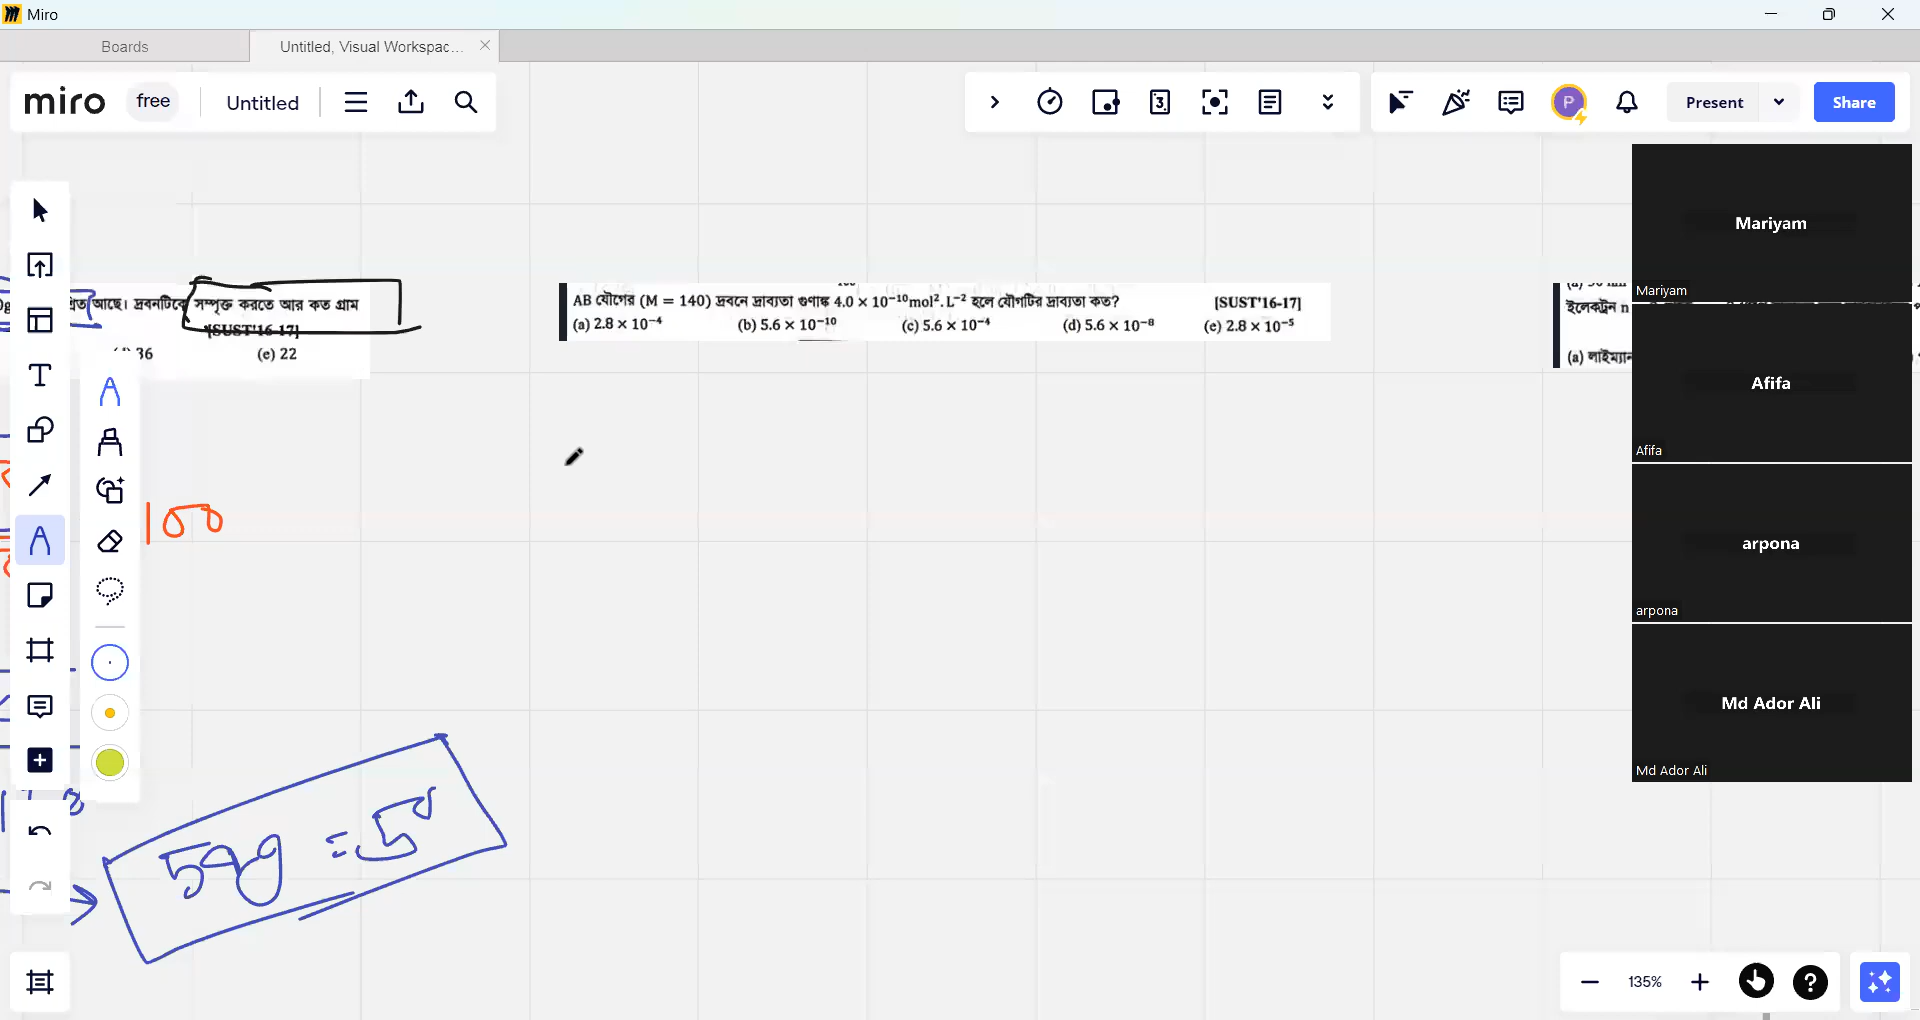 Miro
Boards
Untitled, Visual Workspac...
miro
free
Untitled
3
P
Present
Share
আছে। দ্রবনটিকে সম্পৃক্ত করতে আর কত গ্রাম
[SUST'16-17]
36
(e) 22
AB যৌগের (M = 140) দ্রবনে দ্রাব্যতা গুণাঙ্ক 4.0 × 10⁻¹⁰mol². L⁻² হলে যৌগটির দ্রাব্যতা কত?
[SUST'16-17]
(a) 2.8 × 10⁻⁴
(b) 5.6 × 10⁻¹⁰
(c) 5.6 × 10⁻⁴
(d) 5.6 × 10⁻⁸
(e) 2.8 × 10⁻⁵
ইলেকট্রন n
(a) লাইম্যান
100
Mariyam
Mariyam
Afifa
Afifa
arpona
arpona
Md Ador Ali
Md Ador Ali
135%
?